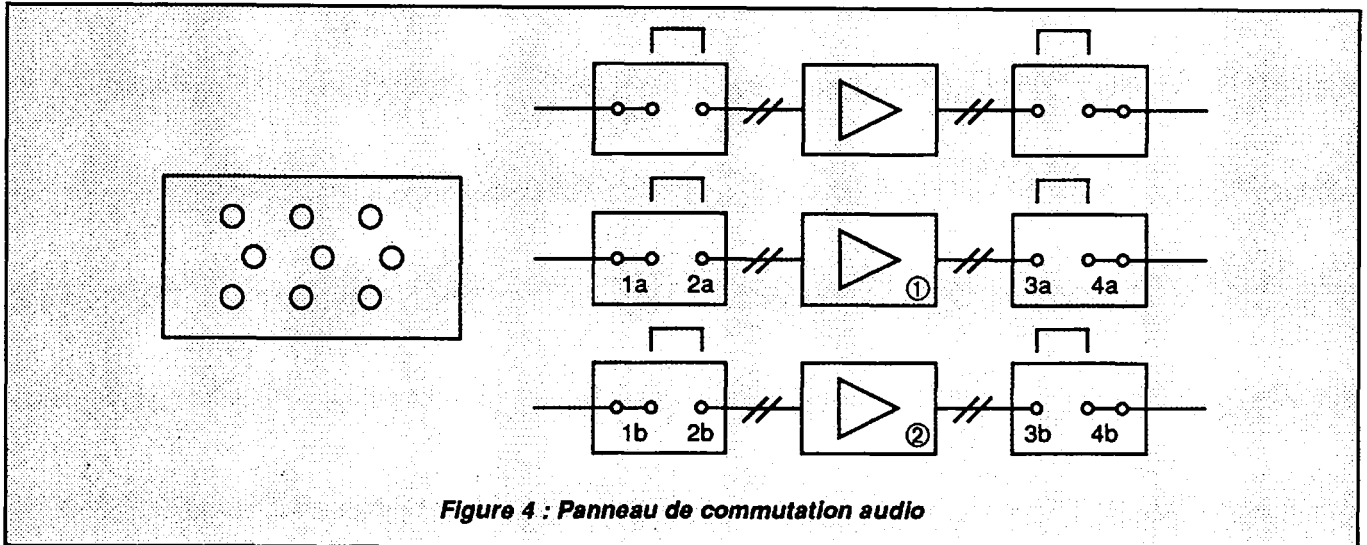 1a 2a ① 3a 4a
1b 2b ② 3b 4b
Figure 4 : Panneau de commutation audio